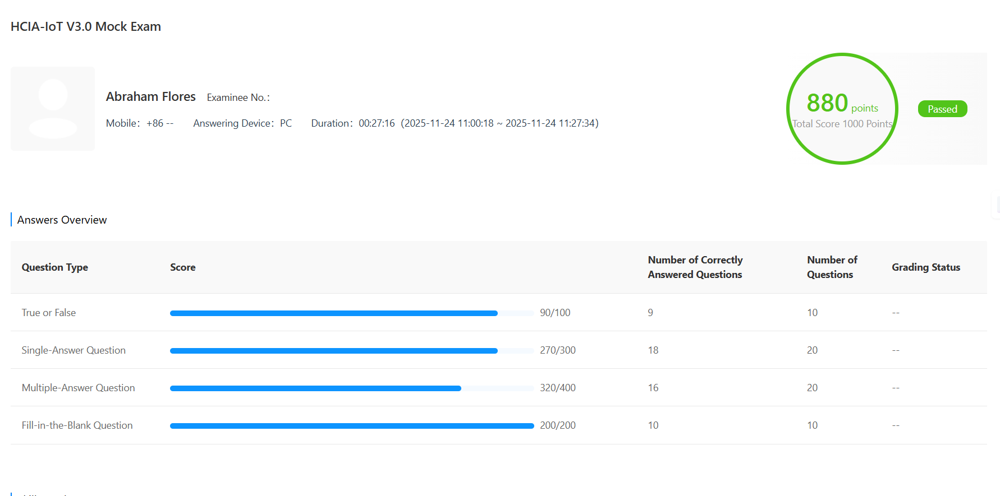 HCIA-IoT V3.0 Mock Exam
Abraham Flores Examinee No.:
Mobile: +86 -- Answering Device: PC Duration: 00:27:16 (2025-11-24 11:00:18 ~ 2025-11-24 11:27:34)
880 points
Total Score 1000 Points
Passed
Answers Overview
Question Type Score Number of Correctly Answered Questions Number of Questions Grading Status
True or False 90/100 9 10 --
Single-Answer Question 270/300 18 20 --
Multiple-Answer Question 320/400 16 20 --
Fill-in-the-Blank Question 200/200 10 10 --